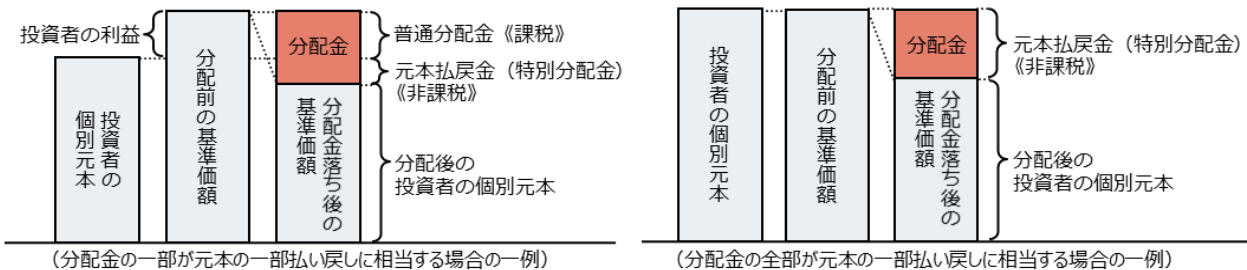 投資者の利益
投資者の
個別元本
分配前の基準価額
分配金
分配金落ち後の
基準価額
普通分配金《課税》
元本払戻金（特別分配金）
《非課税》
分配後の
投資者の個別元本
（分配金の一部が元本の一部払い戻しに相当する場合の一例）
投資者の個別元本
分配前の基準価額
分配金
分配金落ち後の
基準価額
元本払戻金（特別分配金）
《非課税》
分配後の
投資者の個別元本
（分配金の全部が元本の一部払い戻しに相当する場合の一例）